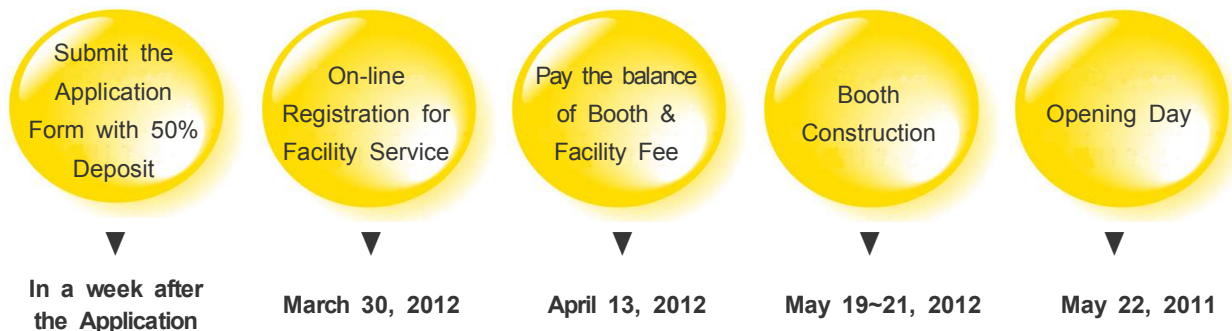 Submit the
Application
Form with 50%
Deposit
On-line
Registration for
Facility Service
Pay the balance
of Booth &
Facility Fee
Booth
Construction
Opening Day
In a week after
the Application
March 30, 2012
April 13, 2012
May 19~21, 2012
May 22, 2011